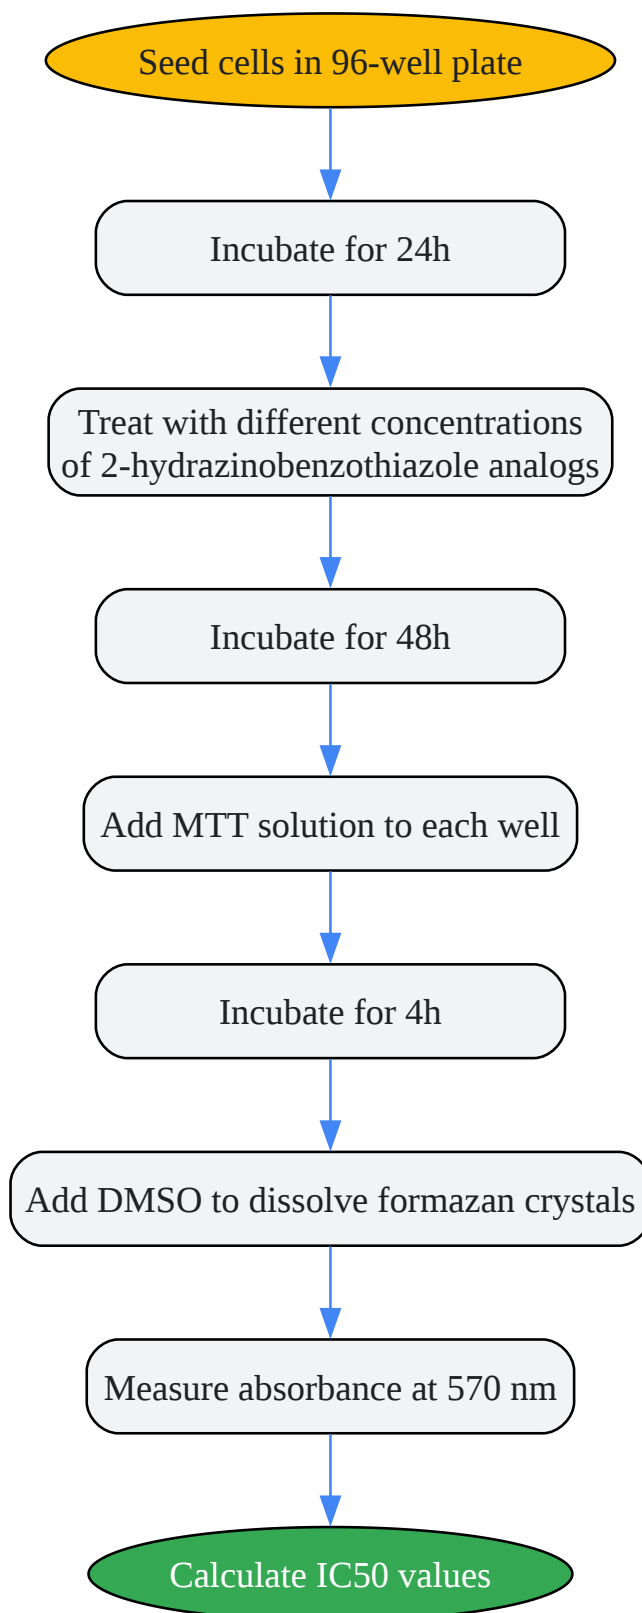 Seed cells in 96-well plate
Incubate for 24h
Treat with different concentrations
of 2-hydrazinobenzothiazole analogs
Incubate for 48h
Add MTT solution to each well
Incubate for 4h
Add DMSO to dissolve formazan crystals
Measure absorbance at 570 nm
Calculate IC50 values